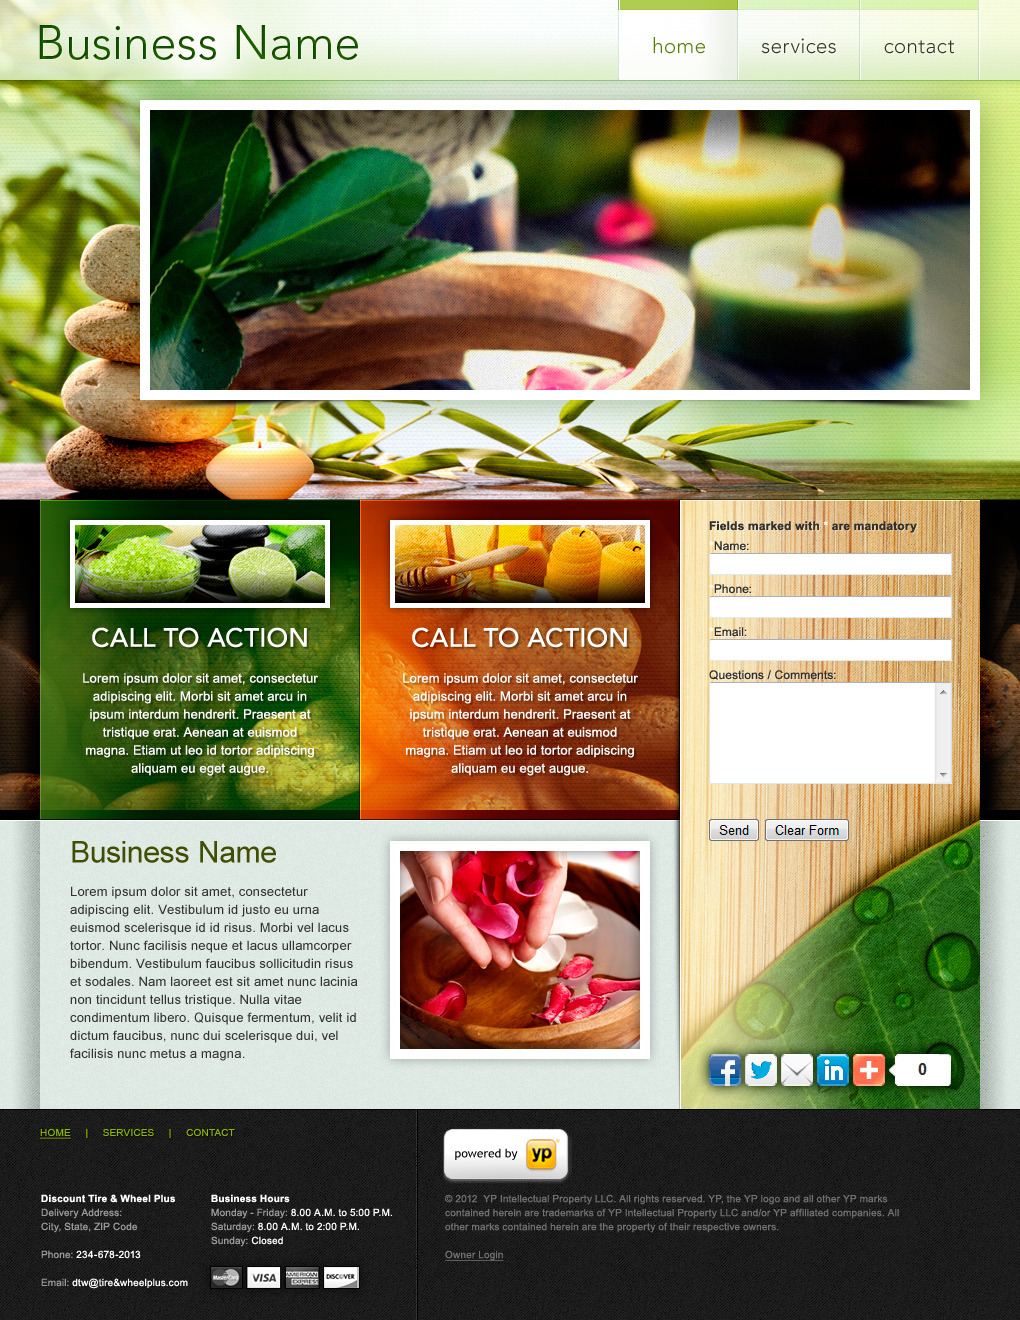 Business Name
home
services
contact
CALL TO ACTION
Lorem ipsum dolor sit amet, consectetur
adipiscing elit. Morbi sit amet arcu in
ipsum interdum hendrerit. Praesent at
tristique erat. Aenean at euismod
magna. Etiam ut leo id tortor adipiscing
aliquam eu eget augue.
CALL TO ACTION
Lorem ipsum dolor sit amet, consectetur
adipiscing elit. Morbi sit amet arcu in
ipsum interdum hendrerit. Praesent at
tristique erat. Aenean at euismod
magna. Etiam ut leo id tortor adipiscing
aliquam eu eget augue.
Fields marked with * are mandatory
Name:
Phone:
Email:
Questions / Comments:
Send
Clear Form
Business Name
Lorem ipsum dolor sit amet, consectetur
adipiscing elit. Vestibulum id justo eu urna
euismod scelerisque id id risus. Morbi vel lacus
tortor. Nunc facilisis neque et lacus ullamcorper
bibendum. Vestibulum faucibus sollicitudin risus
et sodales. Nam laoreet est sit amet nunc lacinia
non tincidunt tellus tristique. Nulla vitae
condimentum libero. Quisque fermentum, velit id
dictum faucibus, nunc dui scelerisque dui, vel
facilisis nunc metus a magna.
f
in
0
HOME | SERVICES | CONTACT
Discount Tire & Wheel Plus
Delivery Address:
City, State, ZIP Code
Phone: 234-678-2013
Email: dtw@tire&wheelplus.com
Business Hours
Monday - Friday: 8.00 A.M. to 5:00 P.M.
Saturday: 8.00 A.M. to 2:00 P.M.
Sunday: Closed
MasterCard
VISA
AMERICAN EXPRESS
DISCOVER
powered by yp
© 2012 YP Intellectual Property LLC. All rights reserved. YP, the YP logo and all other YP marks
contained herein are trademarks of YP Intellectual Property LLC and/or YP affiliated companies. All
other marks contained herein are the property of their respective owners.
Owner Login